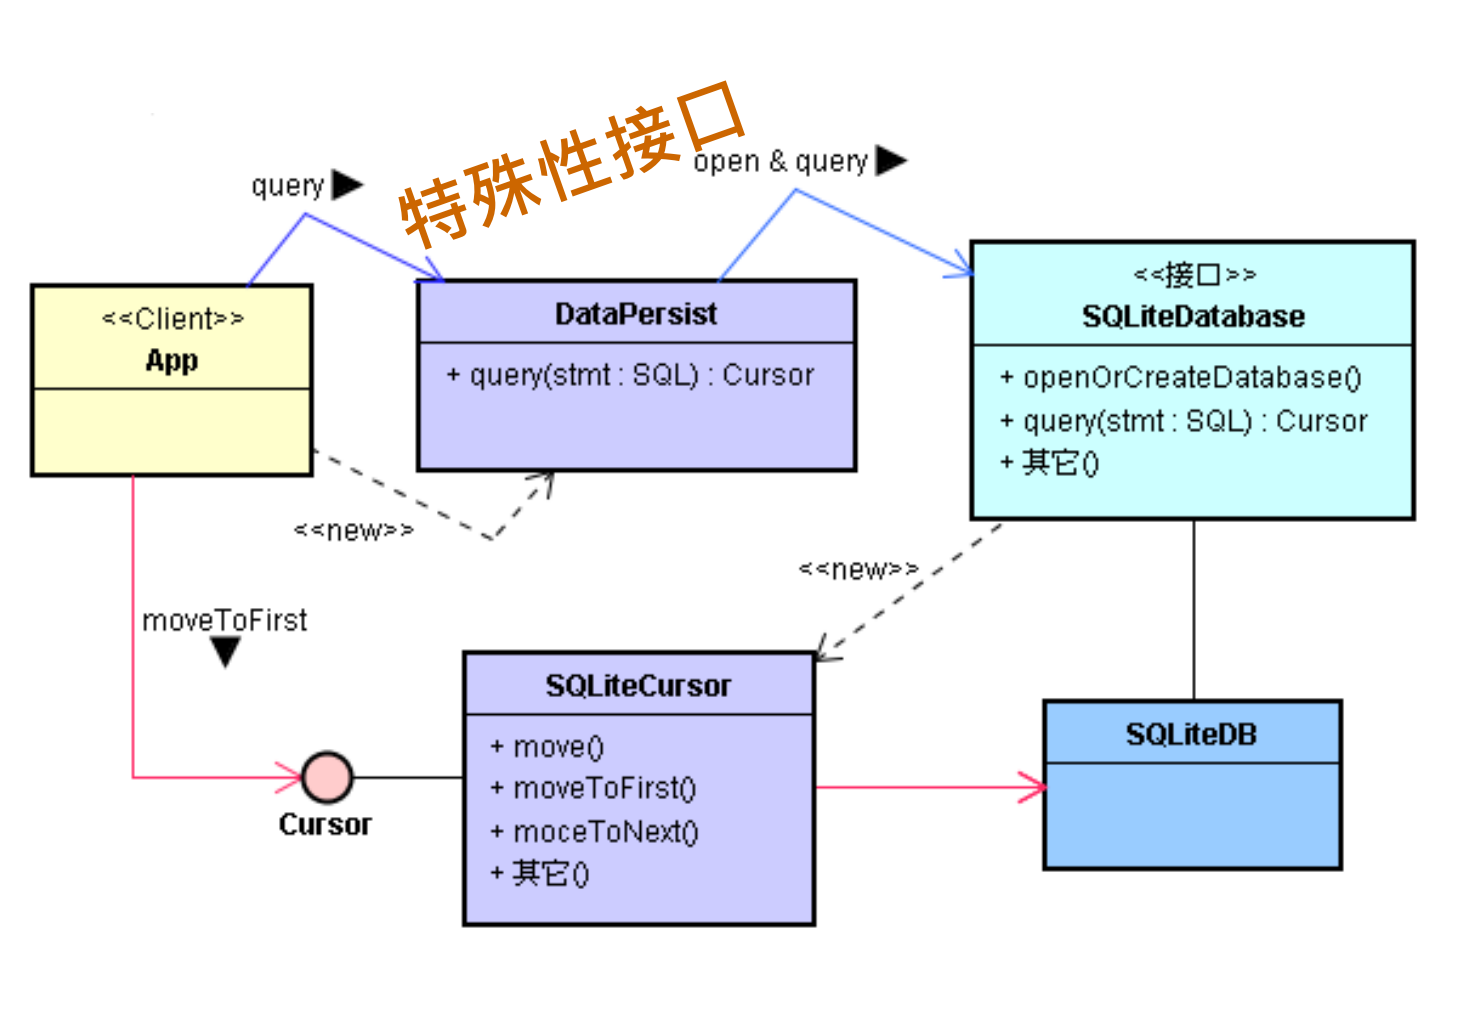 特殊性接口
query
open & query
<<Client>>
App
DataPersist
+ query(stmt : SQL) : Cursor
<<接口>>
SQLiteDatabase
+ openOrCreateDatabase()
+ query(stmt : SQL) : Cursor
+ 其它()
<<new>>
<<new>>
moveToFirst
Cursor
SQLiteCursor
+ move()
+ moveToFirst()
+ moceToNext()
+ 其它()
SQLiteDB